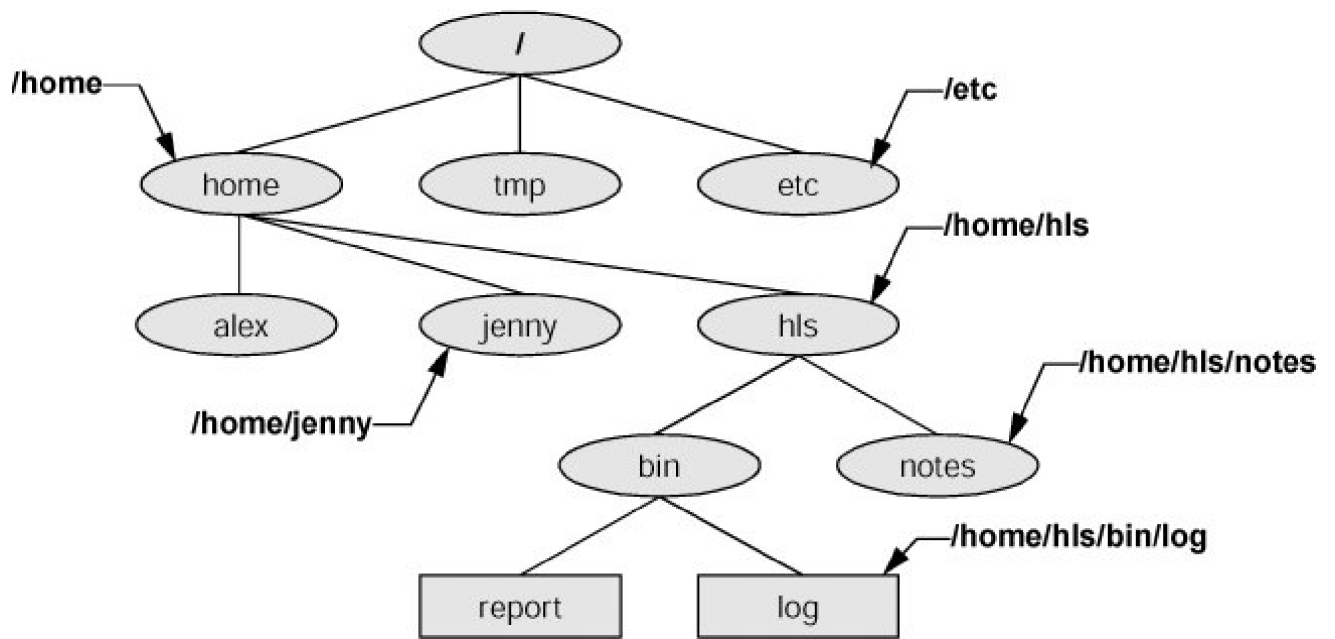 /
/home
/etc
home
tmp
etc
/home/hls
alex
jenny
hls
/home/hls/notes
/home/jenny
bin
notes
/home/hls/bin/log
report
log